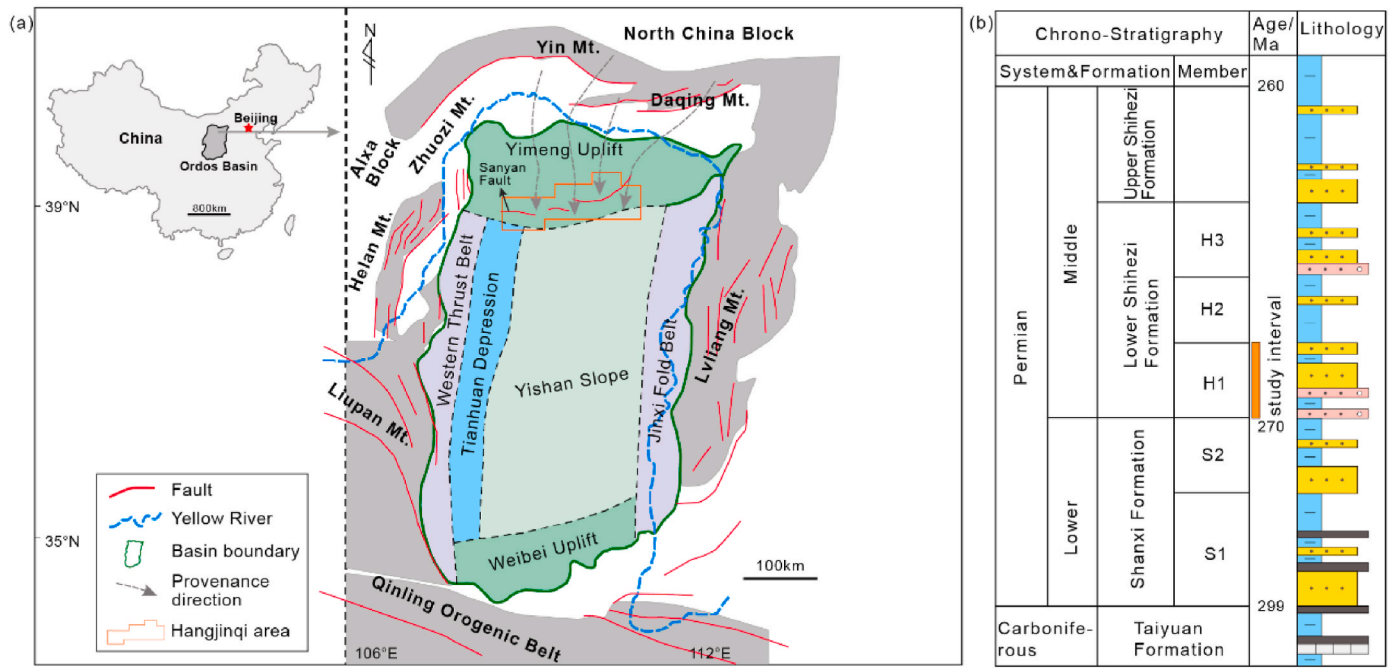 (a)
N
North China Block
Yin Mt.
Daqing Mt.
Zhuozi Mt.
Alxa
Block
China
Beijing
Ordos Basin
800km
Yimeng Uplift
Sanyan
Fault
39°N
Helan Mt.
Western Thrust Belt
Tianhuan Depression
Yishan Slope
Jinxi Fold Belt
Lvliang Mt.
Liupan Mt.
Fault
Yellow River
Basin boundary
Provenance
direction
Hangjinqi area
35°N
Weibei Uplift
100km
Qinling Orogenic Belt
106°E
112°E
(b)
Chrono-Stratigraphy
Age/
Ma
Lithology
System&Formation
Member
260
Permian
Middle
Upper Shihezi
Formation
Lower Shihezi
Formation
H3
H2
H1
study interval
270
Lower
Shanxi Formation
S2
S1
299
Carbonife-
rous
Taiyuan
Formation